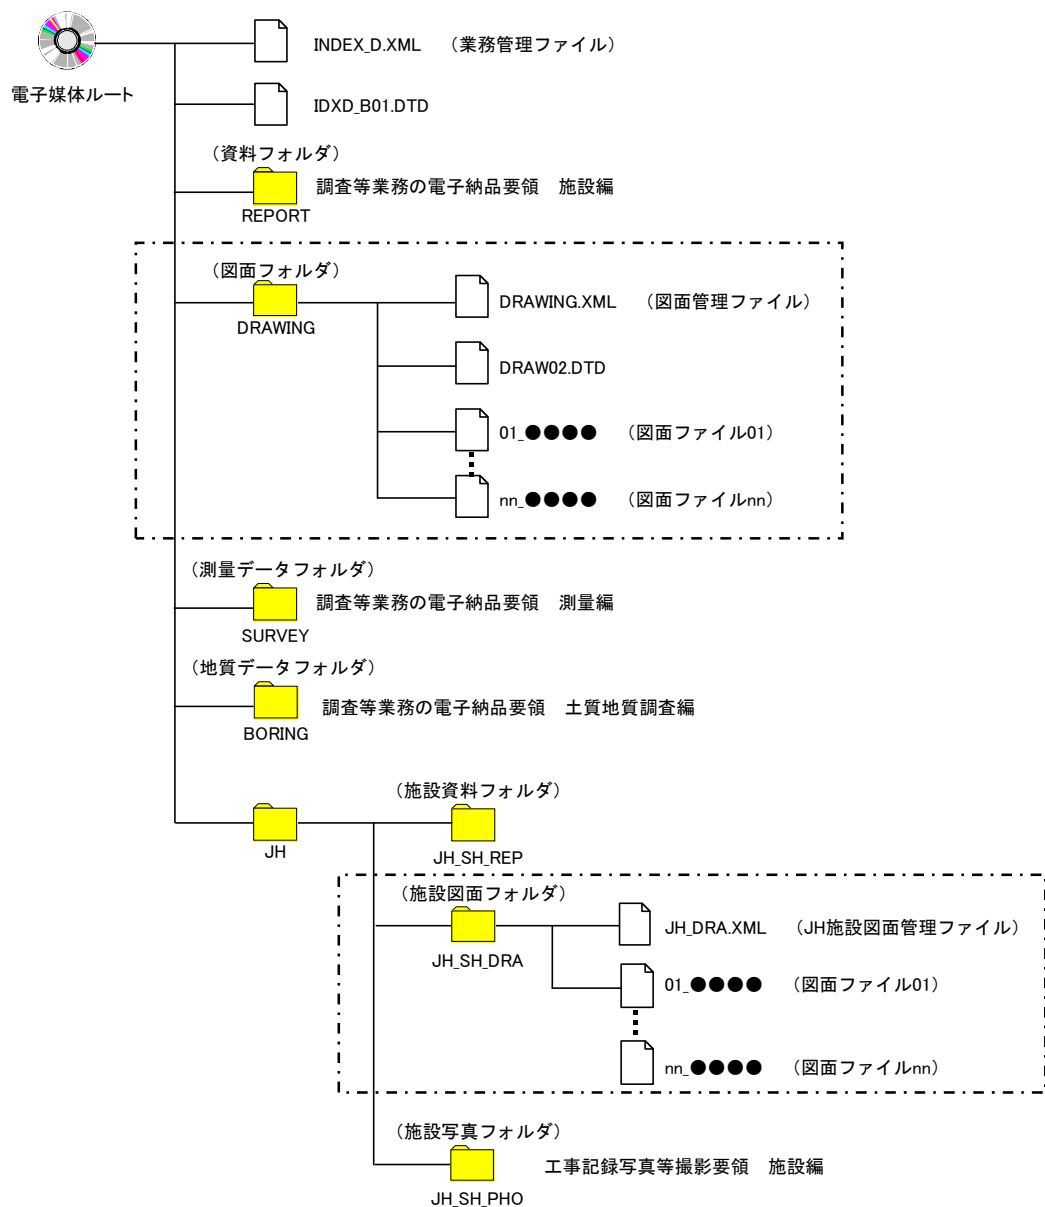 INDEX_D.XML （業務管理ファイル）
電子媒体ルート
IDXD_B01.DTD
（資料フォルダ）
調査等業務の電子納品要領　施設編
REPORT
（図面フォルダ）
DRAWING.XML （図面管理ファイル）
DRAWING
DRAW02.DTD
01_●●●● （図面ファイル01）
nn_●●●● （図面ファイルnn）
（測量データフォルダ）
調査等業務の電子納品要領　測量編
SURVEY
（地質データフォルダ）
調査等業務の電子納品要領　土質地質調査編
BORING
（施設資料フォルダ）
JH
JH_SH_REP
（施設図面フォルダ）
JH_DRA.XML （JH施設図面管理ファイル）
JH_SH_DRA
01_●●●● （図面ファイル01）
nn_●●●● （図面ファイルnn）
（施設写真フォルダ）
工事記録写真等撮影要領　施設編
JH_SH_PHO